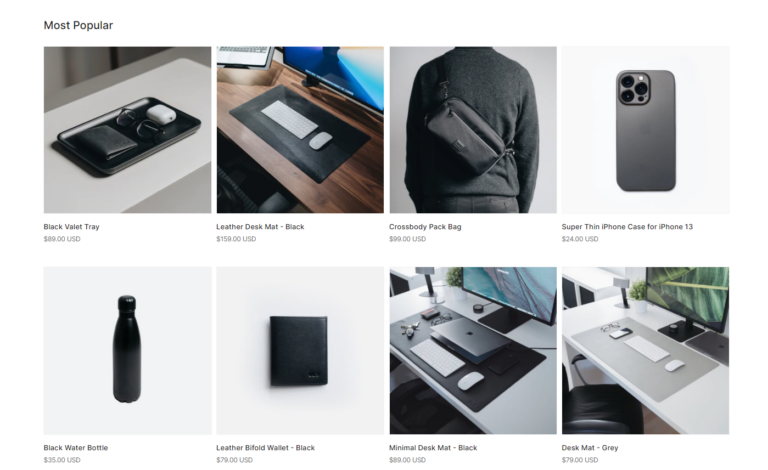 Most Popular
Black Valet Tray
$89.00 USD
Leather Desk Mat - Black
$159.00 USD
Crossbody Pack Bag
$99.00 USD
Super Thin iPhone Case for iPhone 13
$24.00 USD
Black Water Bottle
$35.00 USD
Leather Bifold Wallet - Black
$79.00 USD
Minimal Desk Mat - Black
$89.00 USD
Desk Mat - Grey
$79.00 USD